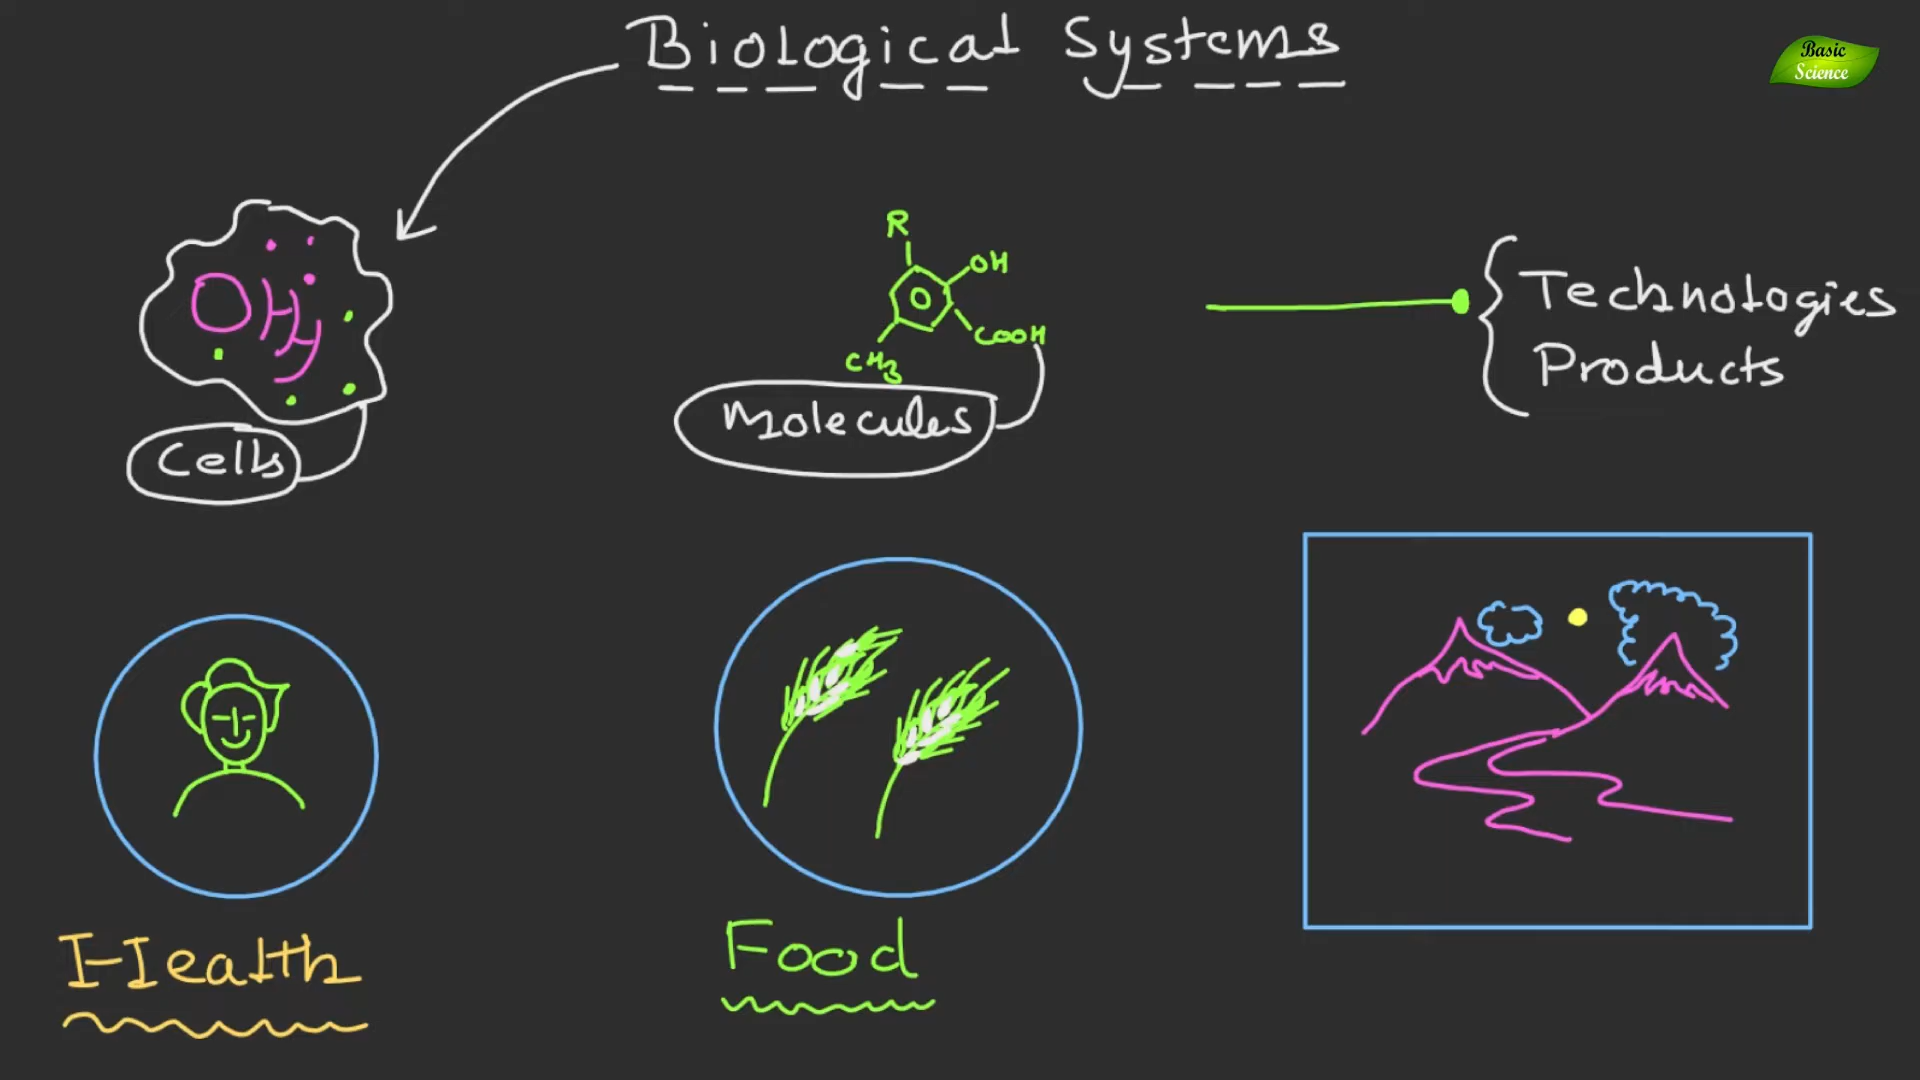 Biological Systems
Basic
Science
R
OH
COOH
CH3
Technologies
Products
Molecules
Cells
Health
Food